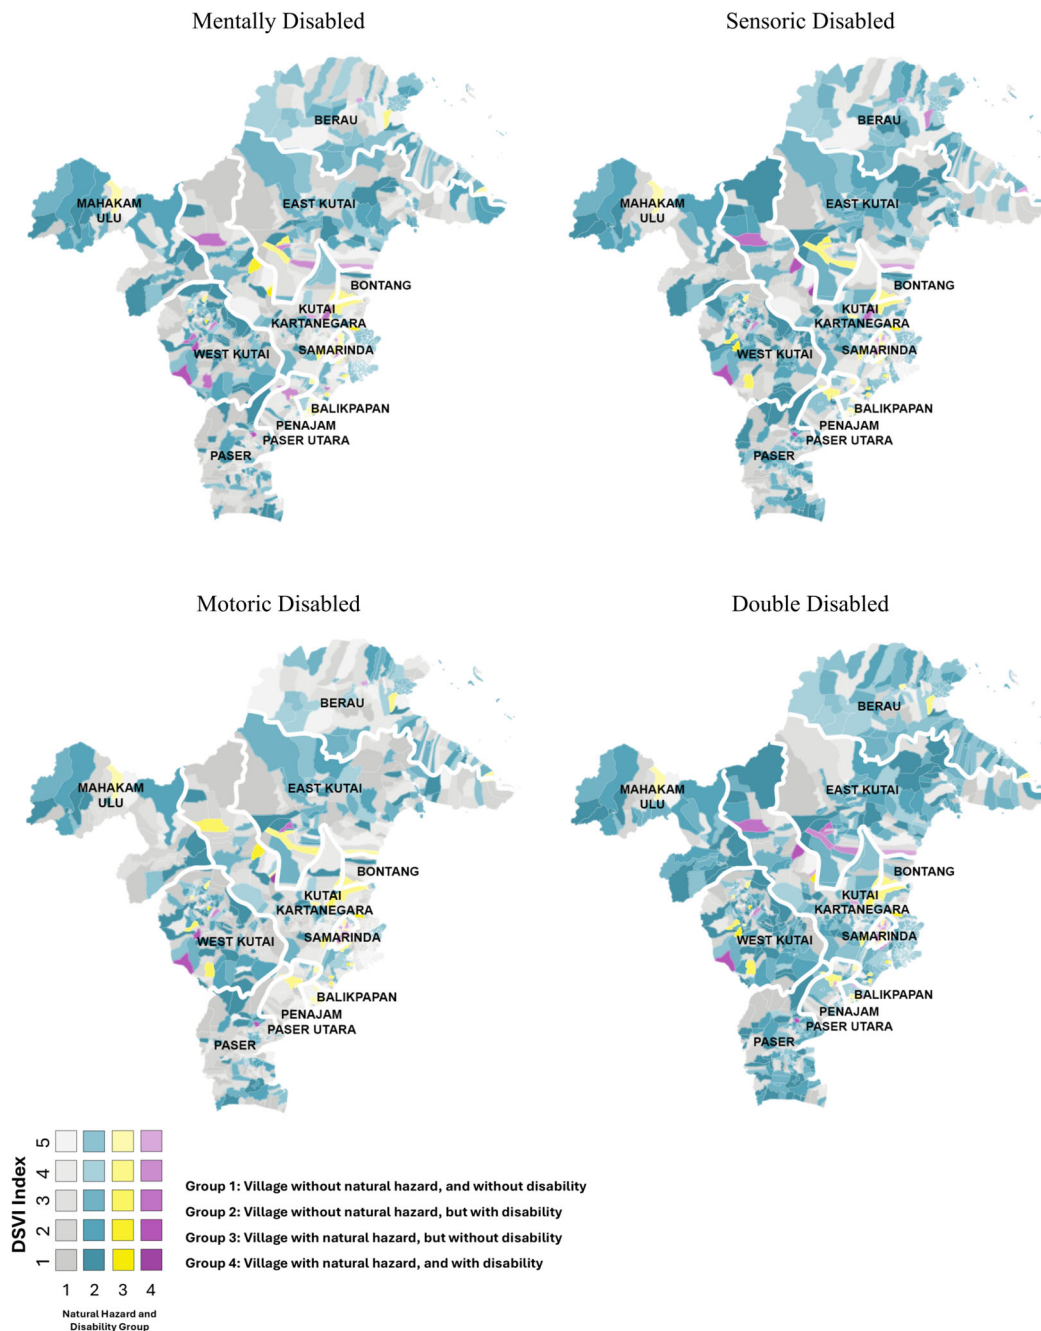 Mentally Disabled
Sensoric Disabled
BERAU
MAHAKAM
ULU
EAST KUTAI
BONTANG
KUTAI
KARTANEGARA
SAMARINDA
WEST KUTAI
BALIKPAPAN
PENAJAM
PASER UTARA
PASER
BERAU
MAHAKAM
ULU
EAST KUTAI
BONTANG
KUTAI
KARTANEGARA
SAMARINDA
WEST KUTAI
BALIKPAPAN
PENAJAM
PASER UTARA
PASER
Motoric Disabled
Double Disabled
BERAU
MAHAKAM
ULU
EAST KUTAI
BONTANG
KUTAI
KARTANEGARA
SAMARINDA
WEST KUTAI
BALIKPAPAN
PENAJAM
PASER UTARA
PASER
BERAU
MAHAKAM
ULU
EAST KUTAI
BONTANG
KUTAI
KARTANEGARA
SAMARINDA
WEST KUTAI
BALIKPAPAN
PENAJAM
PASER UTARA
PASER
DSVI Index
5
4
3
2
1
1 2 3 4
Natural Hazard and
Disability Group
Group 1: Village without natural hazard, and without disability
Group 2: Village without natural hazard, but with disability
Group 3: Village with natural hazard, but without disability
Group 4: Village with natural hazard, and with disability